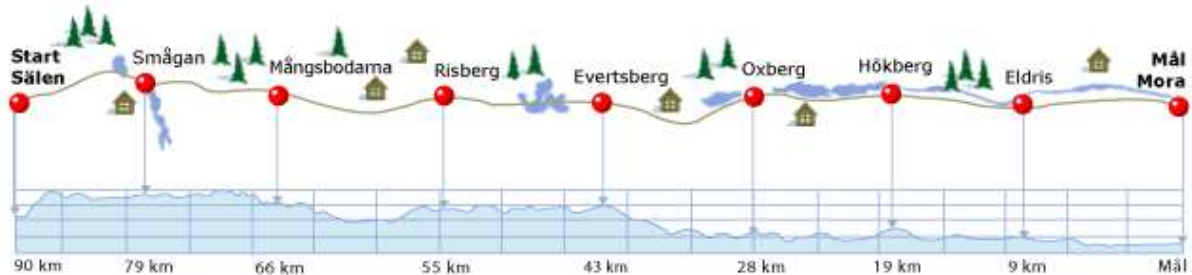 Start
Sälen
Smågan
Mångsbodarna
Risberg
Evertsberg
Oxberg
Hökberg
Eldris
Mål
Mora
90 km
79 km
66 km
55 km
43 km
28 km
19 km
9 km
Mål